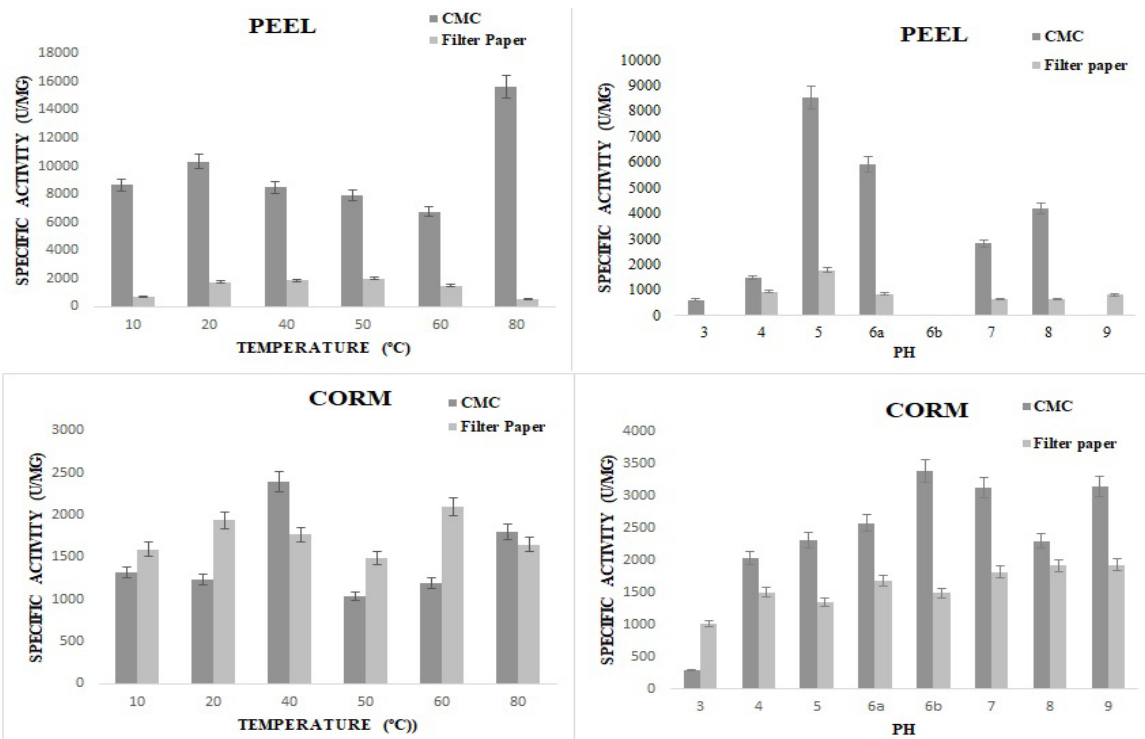 PEEL
CMC
Filter Paper
SPECIFIC ACTIVITY (U/MG)
18000
16000
14000
12000
10000
8000
6000
4000
2000
0
10 20 40 50 60 80
TEMPERATURE (ºC)
PEEL
CMC
Filter paper
SPECIFIC ACTIVITY (U/MG)
10000
9000
8000
7000
6000
5000
4000
3000
2000
1000
0
3 4 5 6a 6b 7 8 9
PH
CORM
CMC
Filter Paper
SPECIFIC ACTIVITY (U/MG)
3000
2500
2000
1500
1000
500
0
10 20 40 50 60 80
TEMPERATURE (ºC))
CORM
CMC
Filter paper
SPECIFIC ACTIVITY (U/MG)
4000
3500
3000
2500
2000
1500
1000
500
0
3 4 5 6a 6b 7 8 9
PH